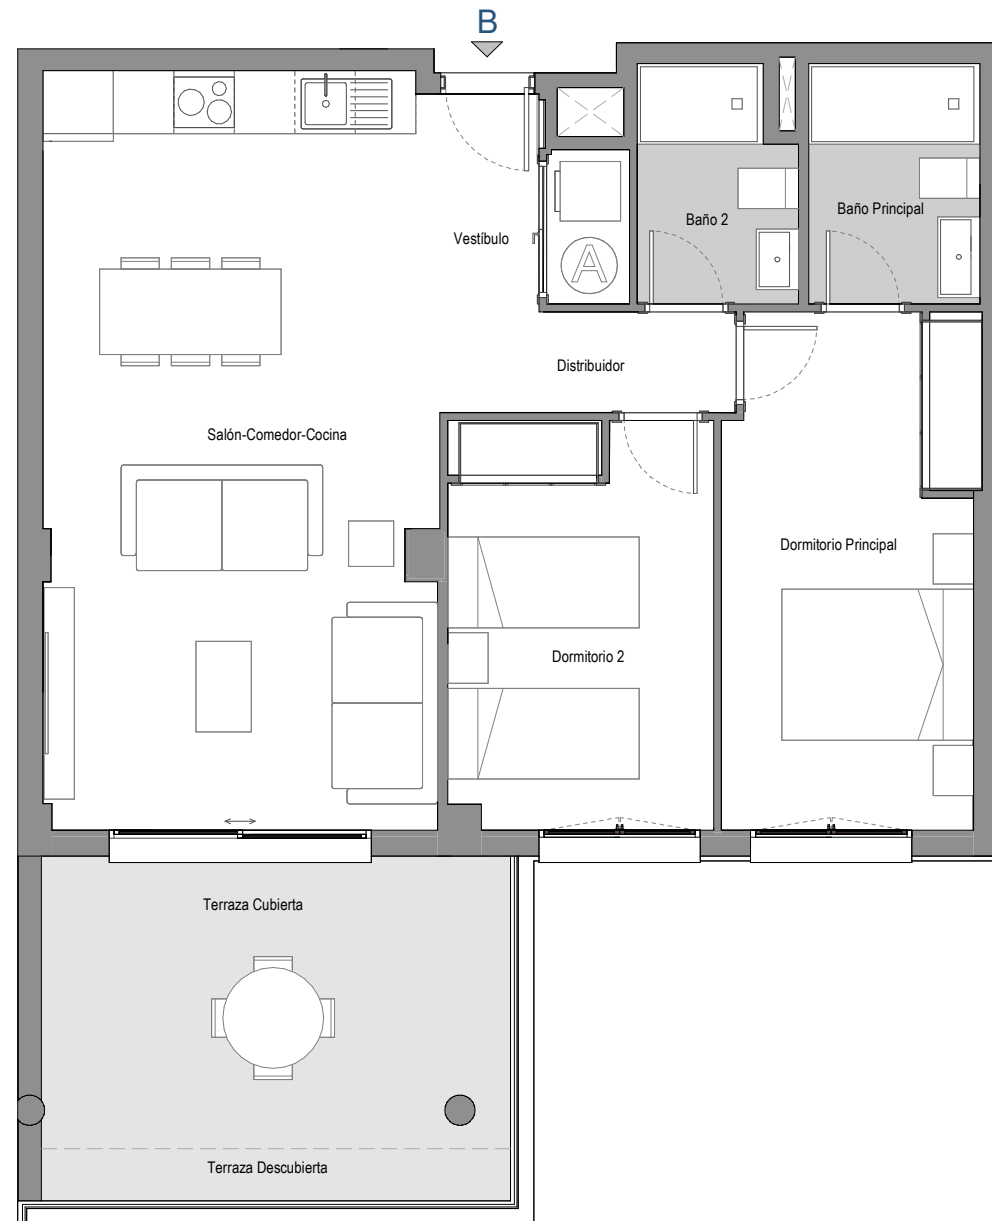 B
Baño Principal
Baño 2
Vestíbulo
A
Distribuidor
Salón-Comedor-Cocina
Dormitorio Principal
Dormitorio 2
Terraza Cubierta
Terraza Descubierta